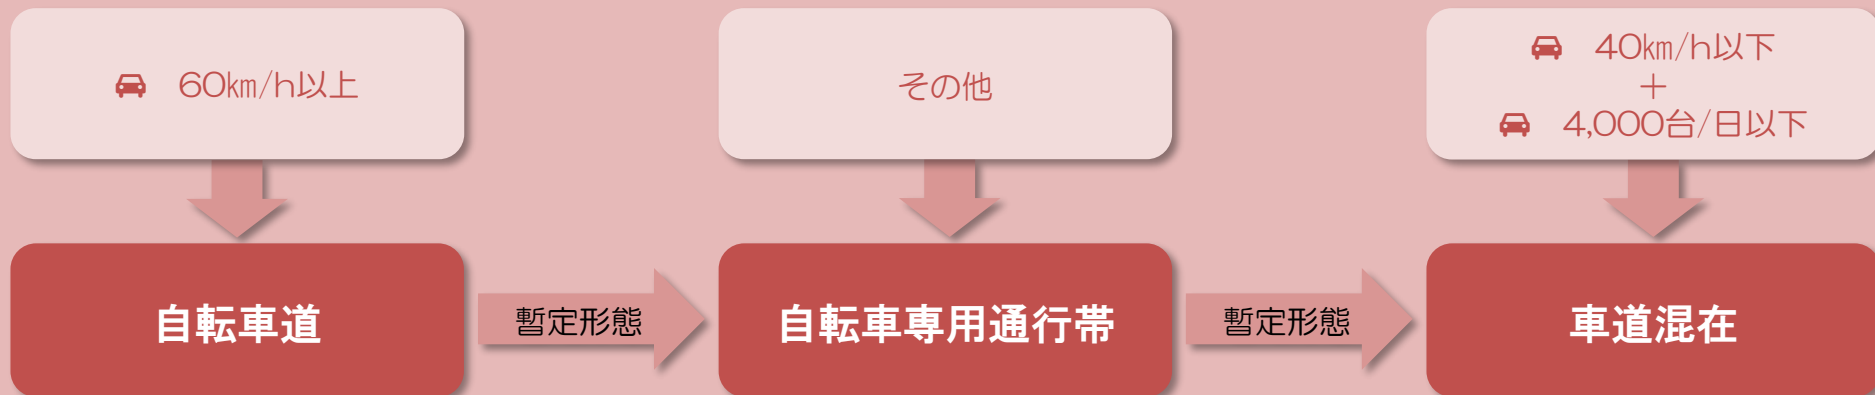 60km/h以上
その他
40km/h以下
＋
4,000台/日以下
自転車道
暫定形態
自転車専用通行帯
暫定形態
車道混在